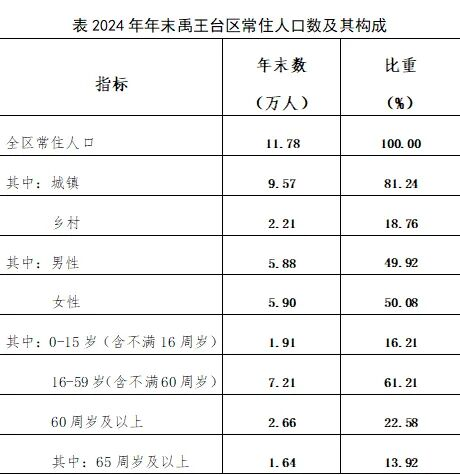 表 2024 年年末禹王台区常住人口数及其构成
指标 年末数（万人） 比重（%）
全区常住人口 11.78 100.00
其中：城镇 9.57 81.24
乡村 2.21 18.76
其中：男性 5.88 49.92
女性 5.90 50.08
其中：0-15 岁（含不满 16 周岁） 1.91 16.21
16-59岁(含不满60周岁) 7.21 61.21
60 周岁及以上 2.66 22.58
其中：65 周岁及以上 1.64 13.92